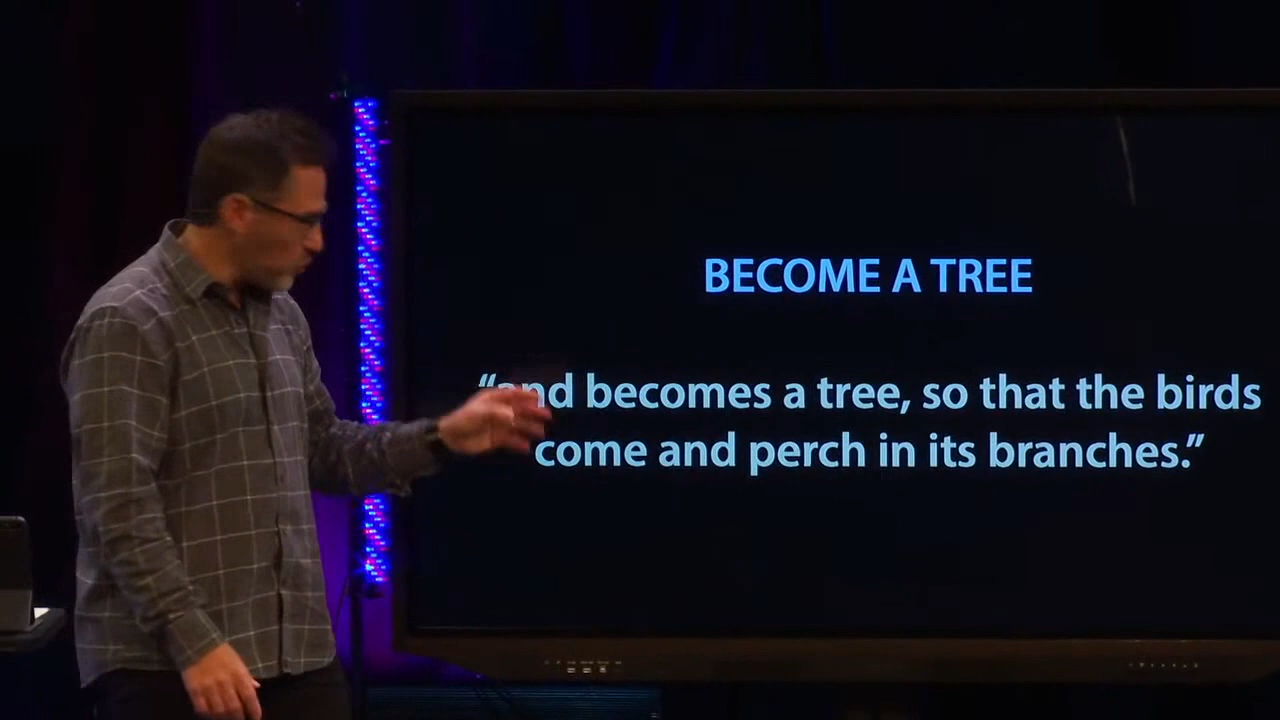 BECOME A TREE
“and becomes a tree, so that the birds
come and perch in its branches.”